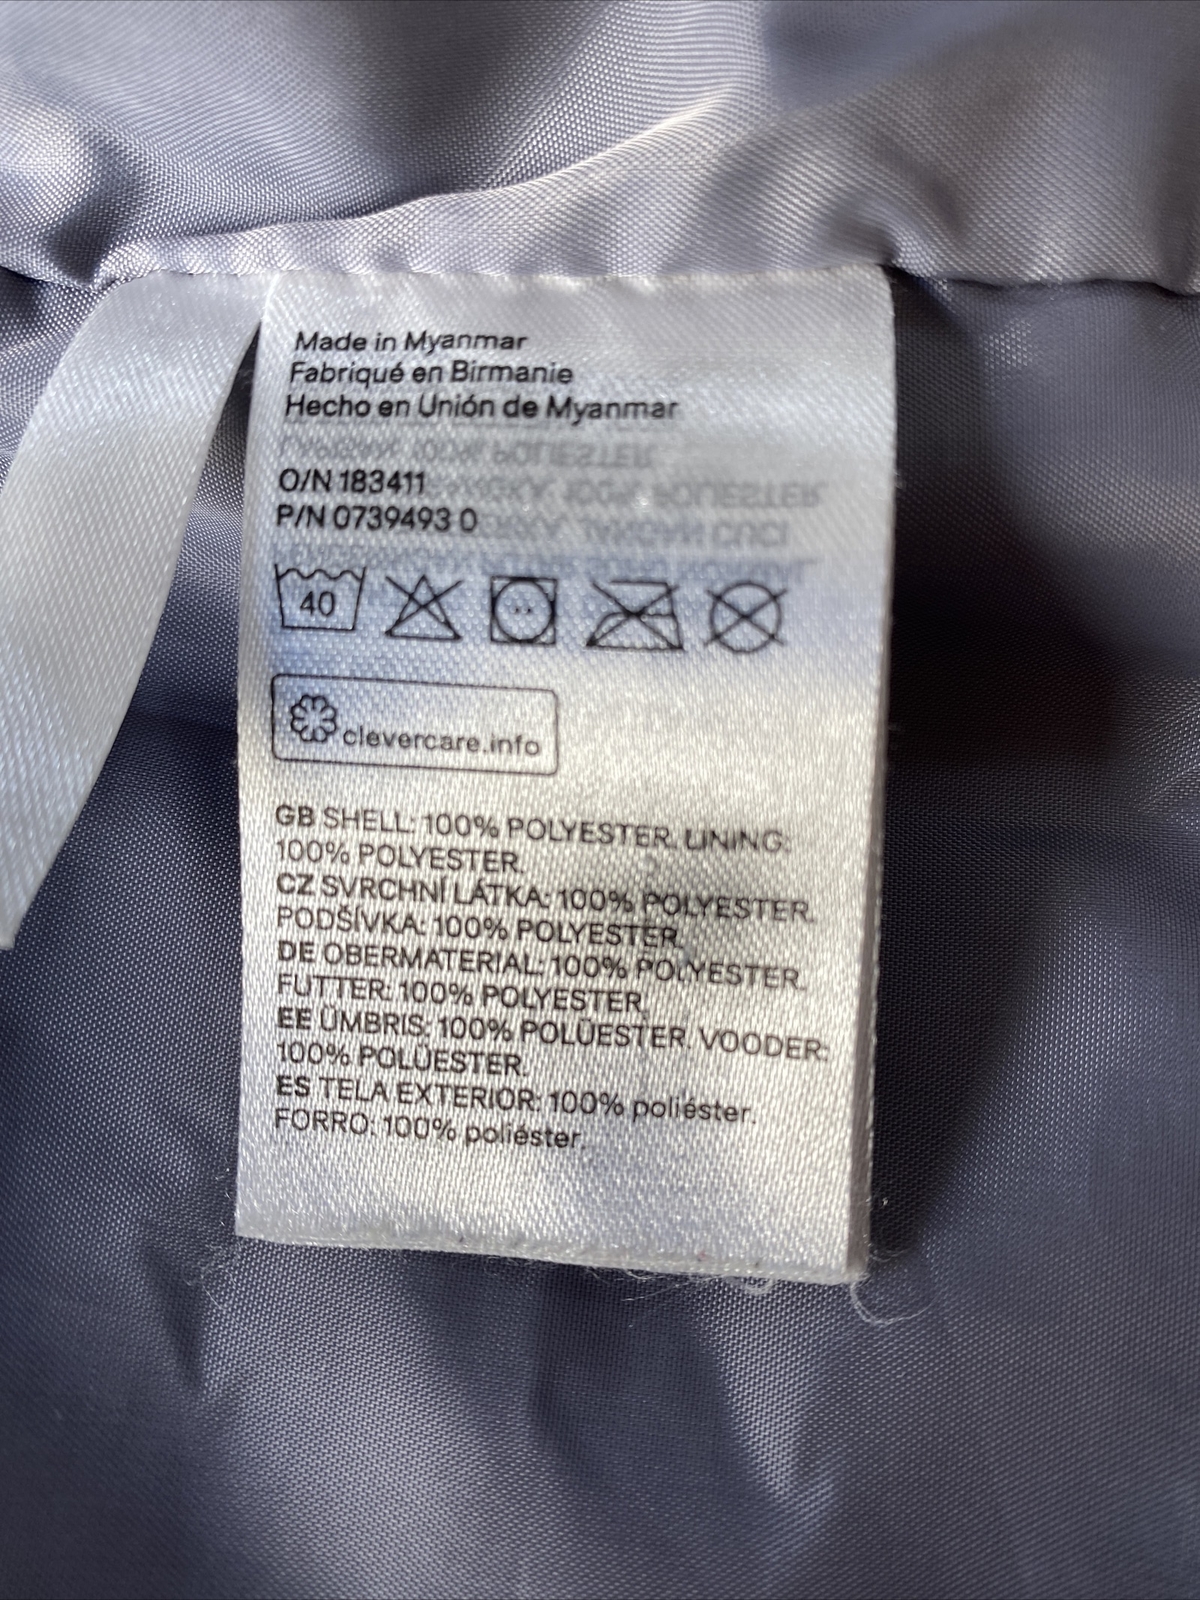 Made in Myanmar
Fabriqué en Birmanie
Hecho en Unión de Myanmar
O/N 183411
P/N 0739493 0
40
clevercare.info
GB SHELL: 100% POLYESTER. LINING:
100% POLYESTER.
CZ SVRCHNÍ LÁTKA: 100% POLYESTER.
PODŠÍVKA: 100% POLYESTER.
DE OBERMATERIAL: 100% POLYESTER.
FUTTER: 100% POLYESTER.
EE ÜMBRIS: 100% POLÜESTER. VOODER:
100% POLÜESTER.
ES TELA EXTERIOR: 100% poliéster.
FORRO: 100% poliéster.